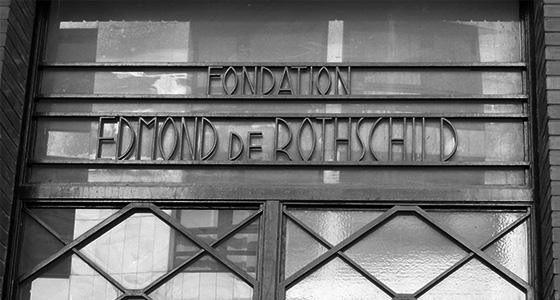 FONDATION
EDMOND DE ROTHSCHILD